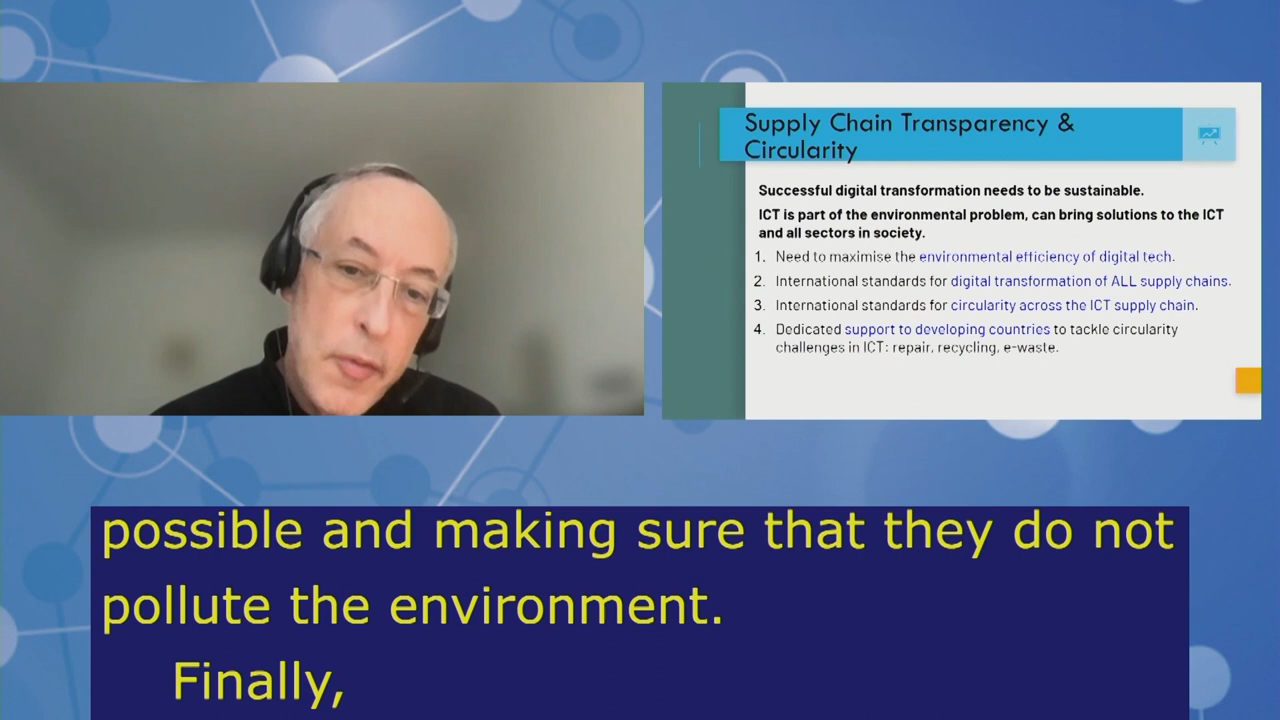 Supply Chain Transparency &
Circularity
Successful digital transformation needs to be sustainable.
ICT is part of the environmental problem, can bring solutions to the ICT
and all sectors in society.
1. Need to maximise the environmental efficiency of digital tech.
2. International standards for digital transformation of ALL supply chains.
3. International standards for circularity across the ICT supply chain.
4. Dedicated support to developing countries to tackle circularity
challenges in ICT: repair, recycling, e-waste.
possible and making sure that they do not
pollute the environment.
Finally,